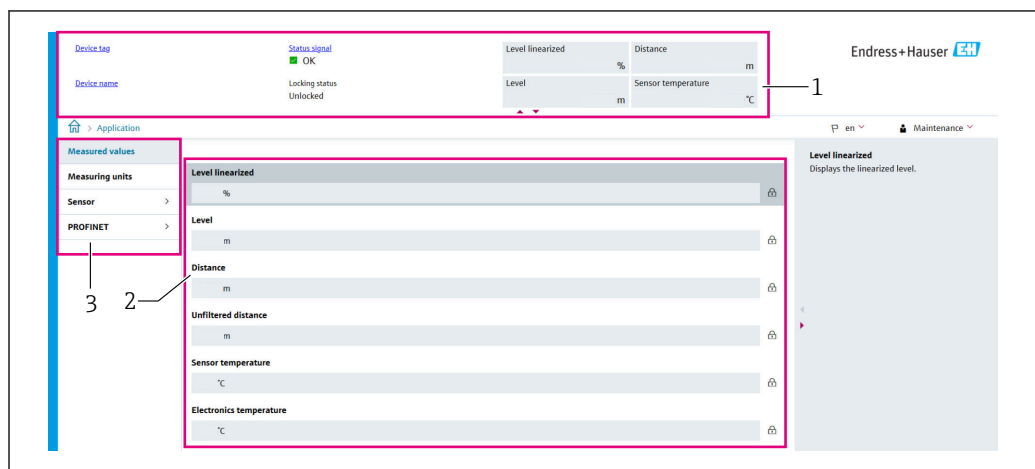 Device tag
Status signal
OK
Level linearized
%
Distance
m
Endress+Hauser EH
Device name
Locking status
Unlocked
Level
m
Sensor temperature
℃
1
> Application
en
Maintenance
Measured values
Measuring units
Sensor >
PROFINET >
3
2
Level linearized
%
Level
m
Distance
m
Unfiltered distance
m
Sensor temperature
℃
Electronics temperature
℃
Level linearized
Displays the linearized level.